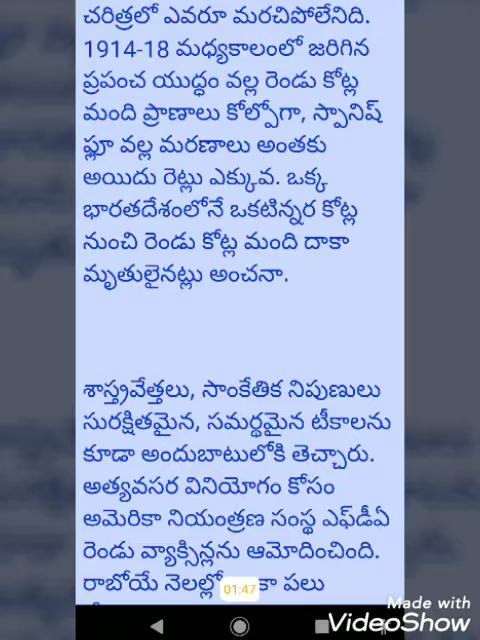 చరిత్రలో ఎవరూ మరచిపోలేనిది.
1914-18 మధ్యకాలంలో జరిగిన
ప్రపంచ యుద్ధం వల్ల రెండు కోట్ల
మంది ప్రాణాలు కోల్పోగా, స్పానిష్
ఫ్లూ వల్ల మరణాలు అంతకు
అయిదు రెట్లు ఎక్కువ. ఒక్క
భారతదేశంలోనే ఒకటిన్నర కోట్ల
నుంచి రెండు కోట్ల మంది దాకా
మృతులైనట్లు అంచనా.
శాస్త్రవేత్తలు, సాంకేతిక నిపుణులు
సురక్షితమైన, సమర్థమైన టీకాలను
కూడా అందుబాటులోకి తెచ్చారు.
అత్యవసర వినియోగం కోసం
అమెరికా నియంత్రణ సంస్థ ఎఫ్‌డీఏ
రెండు వ్యాక్సిన్లను ఆమోదించింది.
రాబోయే నెలల్లో 01:47 కా పలు
Made with
VideoShow